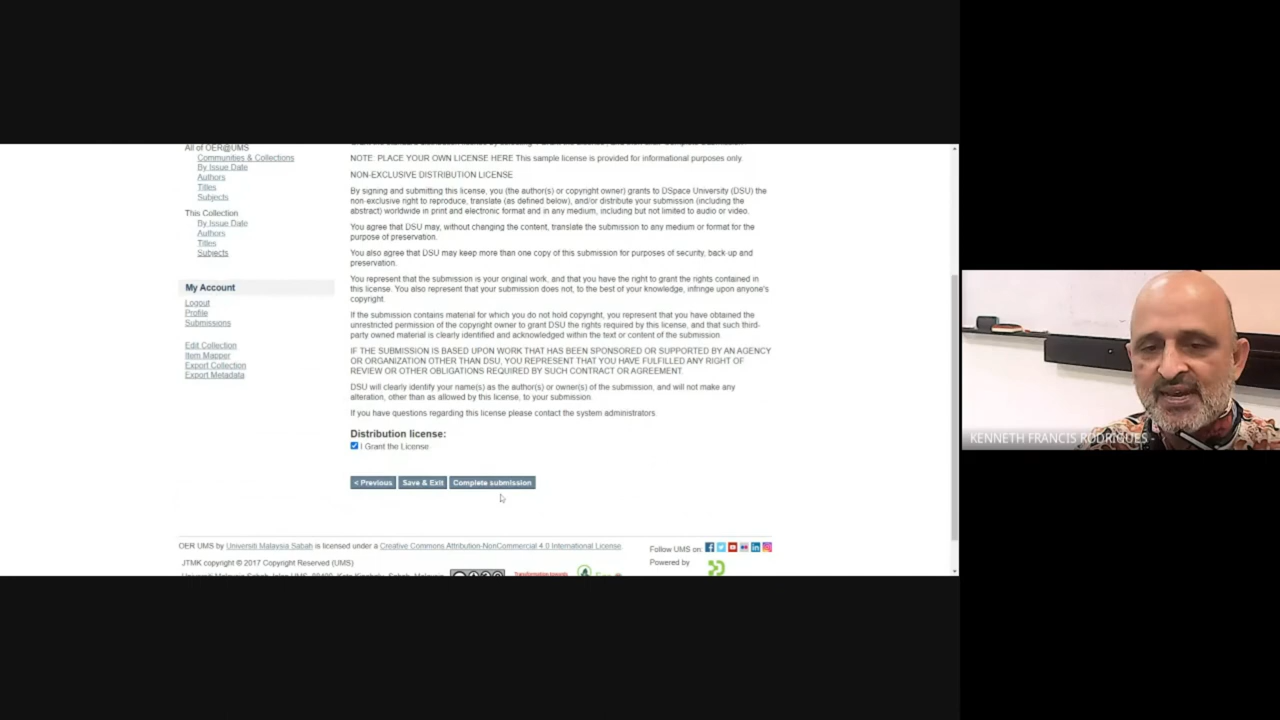 All of OER@UMS
Communities & Collections
By Issue Date
Authors
Titles
Subjects
This Collection
By Issue Date
Authors
Titles
Subjects
My Account
Logout
Profile
Submissions
Edit Collection
Item Mapper
Export Collection
Export Metadata
NOTE: PLACE YOUR OWN LICENSE HERE This sample license is provided for informational purposes only.
NON-EXCLUSIVE DISTRIBUTION LICENSE
By signing and submitting this license, you (the author(s) or copyright owner) grants to DSpace University (DSU) the
non-exclusive right to reproduce, translate (as defined below), and/or distribute your submission (including the
abstract) worldwide in print and electronic format and in any medium, including but not limited to audio or video.
You agree that DSU may, without changing the content, translate the submission to any medium or format for the
purpose of preservation.
You also agree that DSU may keep more than one copy of this submission for purposes of security, back-up and
preservation.
You represent that the submission is your original work, and that you have the right to grant the rights contained in
this license. You also represent that your submission does not, to the best of your knowledge, infringe upon anyone's
copyright.
If the submission contains material for which you do not hold copyright, you represent that you have obtained the
unrestricted permission of the copyright owner to grant DSU the rights required by this license, and that such third-
party owned material is clearly identified and acknowledged within the text or content of the submission.
IF THE SUBMISSION IS BASED UPON WORK THAT HAS BEEN SPONSORED OR SUPPORTED BY AN AGENCY
OR ORGANIZATION OTHER THAN DSU, YOU REPRESENT THAT YOU HAVE FULFILLED ANY RIGHT OF
REVIEW OR OTHER OBLIGATIONS REQUIRED BY SUCH CONTRACT OR AGREEMENT.
DSU will clearly identify your name(s) as the author(s) or owner(s) of the submission, and will not make any
alteration, other than as allowed by this license, to your submission.
If you have questions regarding this license please contact the system administrators.
Distribution license:
I Grant the License
< Previous Save & Exit Complete submission
OER UMS by Universiti Malaysia Sabah is licensed under a Creative Commons Attribution-NonCommercial 4.0 International License.
JTMK copyright © 2017 Copyright Reserved (UMS)
Follow UMS on:
Powered by
KENNETH FRANCIS RODRIGUES -